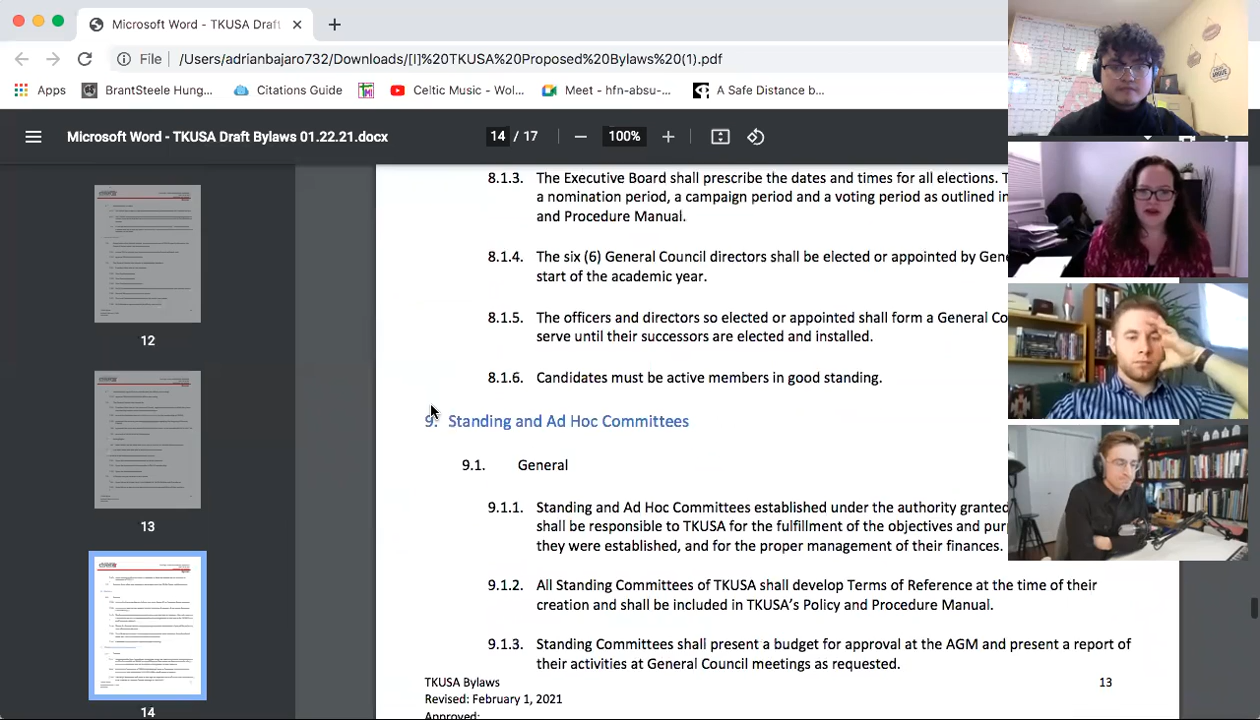 Microsoft Word - TKUSA Draft
File
/Users/adrianbajaro732/Downloads/[I]%20TKUSA%20Proposed%20Bylaws%20(1).pdf
Apps
BrantSteele Hung...
Citations Guide
Celtic Music - Wol...
Meet - hfn-absu-...
A Safe Distance b...
Microsoft Word - TKUSA Draft Bylaws 01.22.21.docx
14 / 17
100%
12
13
14
8.1.3. The Executive Board shall prescribe the dates and times for all elections.
a nomination period, a campaign period and a voting period as outlined in
and Procedure Manual.
8.1.4. The six (6) General Council directors shall be elected or appointed by
start of the academic year.
8.1.5. The officers and directors so elected or appointed shall form a General
serve until their successors are elected and installed.
8.1.6. Candidates must be active members in good standing.
9. Standing and Ad Hoc Committees
9.1. General
9.1.1. Standing and Ad Hoc Committees established under the authority granted
shall be responsible to TKUSA for the fulfillment of the objectives and
they were established, and for the proper management of their finances.
9.1.2. All Standing Committees of TKUSA shall develop Terms of Reference at the time of their
creation and shall be included in TKUSA's Policy and Procedure Manual.
9.1.3. Standing Committees shall present a budget for approval at the AGM and present a report of
their activities at General Council meetings as requested.
TKUSA Bylaws
13
Revised: February 1, 2021
Approved: